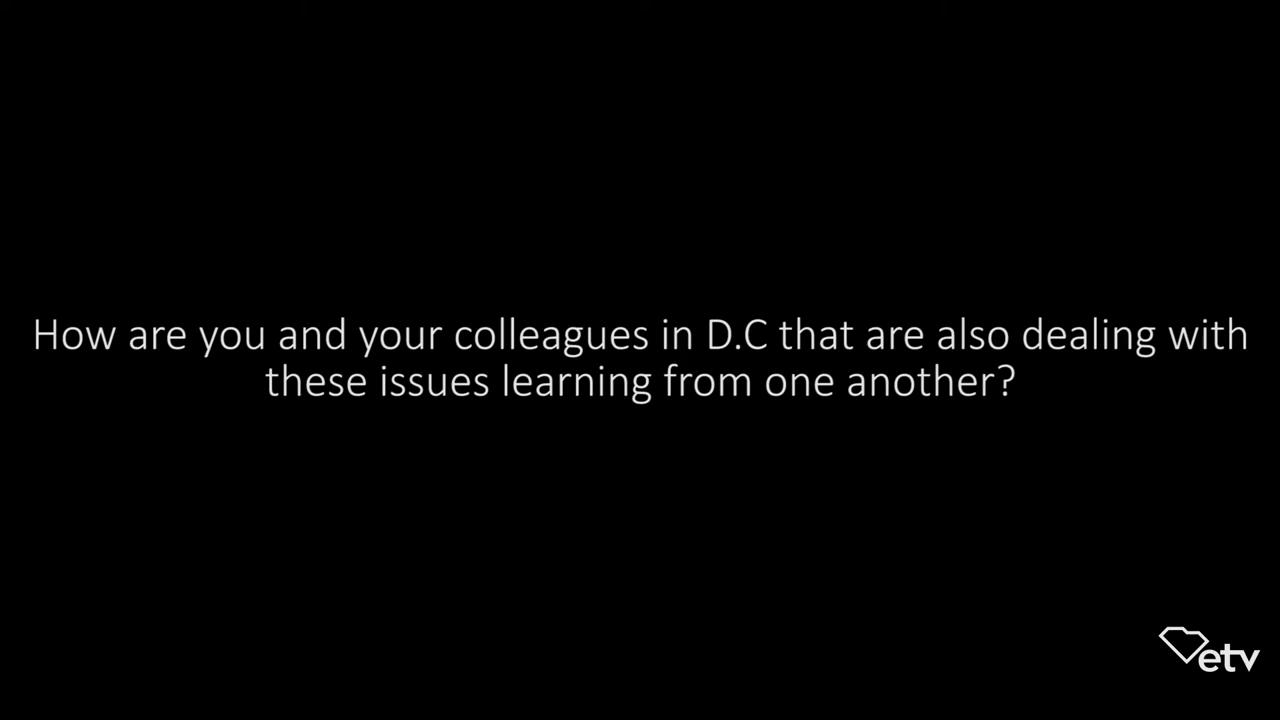 How are you and your colleagues in D.C that are also dealing with
these issues learning from one another?
etv